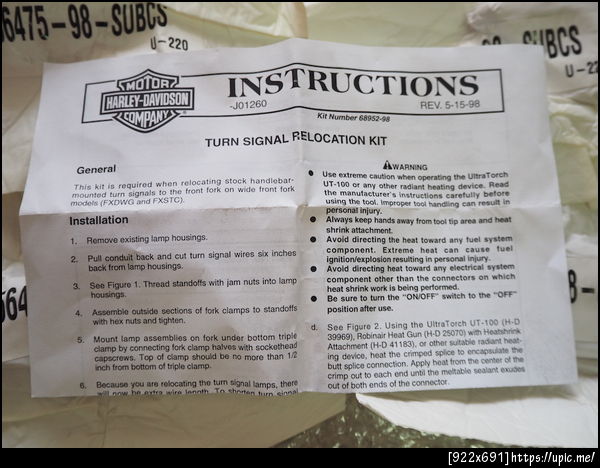 6475-98-SUBCS
U-220
SUBCS
U-22
MOTOR
HARLEY-DAVIDSON
COMPANY
INSTRUCTIONS
-J01260
REV. 5-15-98
Kit Number 68952-98
TURN SIGNAL RELOCATION KIT
General
This kit is required when relocating stock handlebar-
mounted turn signals to the front fork on wide front fork
models (FXDWG and FXSTC).
Installation
1. Remove existing lamp housings.
2. Pull conduit back and cut turn signal wires six inches
back from lamp housings.
3. See Figure 1. Thread standoffs with jam nuts into lamp
housings.
4. Assemble outside sections of fork clamps to standoffs
with hex nuts and tighten.
5. Mount lamp assemblies on fork under bottom triple
clamp by connecting fork clamp halves with sockethead
capscrews. Top of clamp should be no more than 1/2
inch from bottom of triple clamp.
6. Because you are relocating the turn signal lamps, there
will now be extra wire length. To shorten turn signal
WARNING
● Use extreme caution when operating the UltraTorch
UT-100 or any other radiant heating device. Read
the manufacturer's instructions carefully before
using the tool. Improper tool handling can result in
personal injury.
● Always keep hands away from tool tip area and heat
shrink attachment.
● Avoid directing the heat toward any fuel system
component. Extreme heat can cause fuel
ignition/explosion resulting in personal injury.
● Avoid directing heat toward any electrical system
component other than the connectors on which
heat shrink work is being performed.
● Be sure to turn the "ON/OFF" switch to the "OFF"
position after use.
d. See Figure 2. Using the UltraTorch UT-100 (H-D
39969), Robinair Heat Gun (H-D 25070) with Heatshrink
Attachment (H-D 41183), or other suitable radiant heat-
ing device, heat the crimped splice to encapsulate the
butt splice connection. Apply heat from the center of the
crimp out to each end until the meltable sealant exudes
out of both ends of the connector.
564
8-
[922x691]https://upic.me/